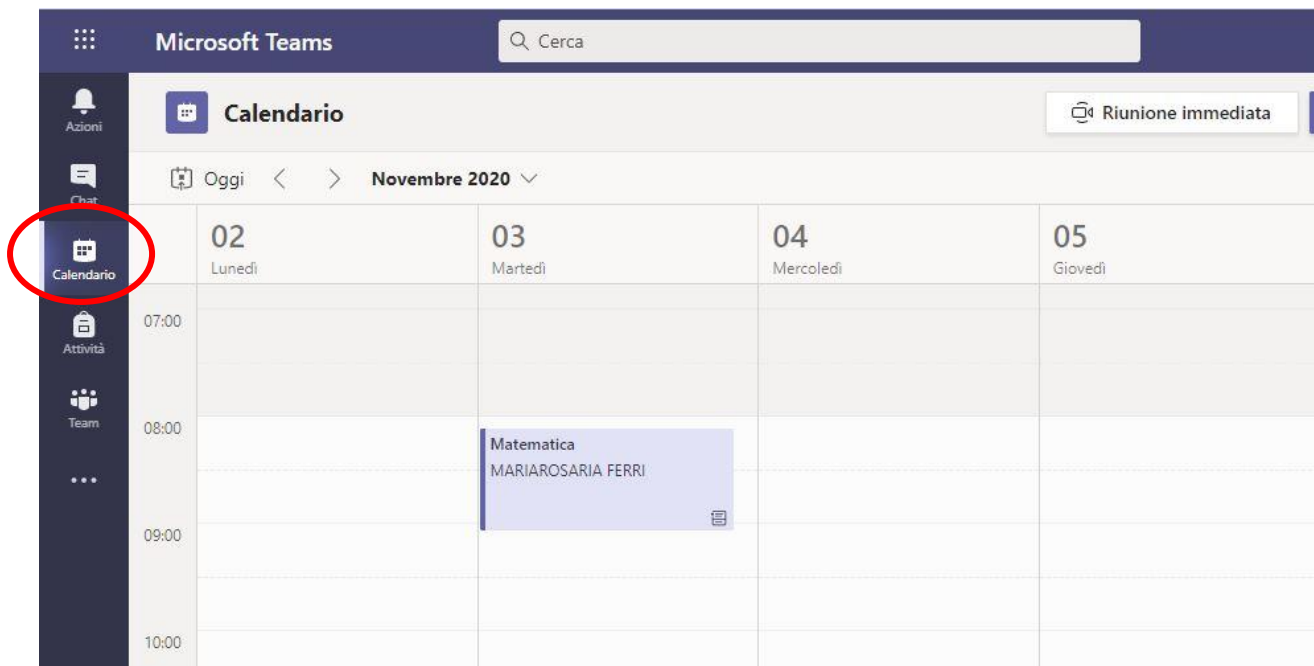 Microsoft Teams
Cerca
Azioni
Calendario
Riunione immediata
Chat
Oggi
Novembre 2020
Calendario
02
03
04
05
Lunedì
Martedì
Mercoledì
Giovedì
Attività
07:00
Team
08:00
Matematica
MARIAROSARIA FERRI
09:00
10:00